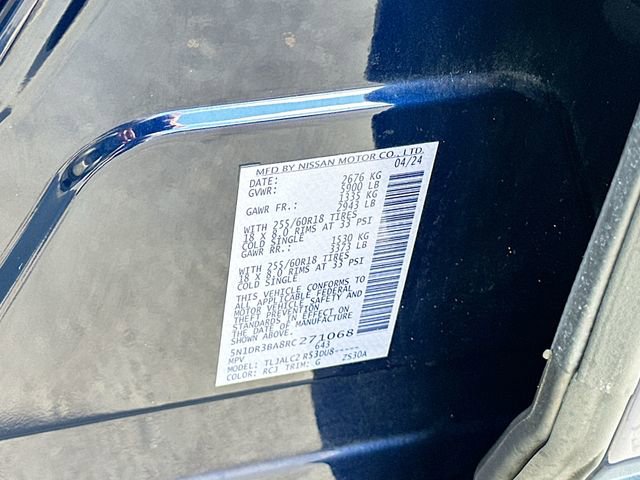 MFD BY NISSAN MOTOR CO., LTD.
DATE: 04/24
GVWR: 2676 KG
5900 LB
GAWR FR.: 1335 KG
2943 LB
WITH 255/60R18 TIRES
18 X 8.0 RIMS AT 33 PSI
COLD SINGLE
GAWR RR.: 1530 KG
3373 LB
WITH 255/60R18 TIRES
18 X 8.0 RIMS AT 33 PSI
COLD SINGLE
THIS VEHICLE CONFORMS TO
ALL APPLICABLE FEDERAL
MOTOR VEHICLE SAFETY AND
THEFT PREVENTION
STANDARDS IN EFFECT ON
THE DATE OF MANUFACTURE
SHOWN ABOVE.
5N1DR3BA8RC271068
MPV 643
MODEL: TLJALC2 R53DU8-----
COLOR: RCJ TRIM: G ZS30A